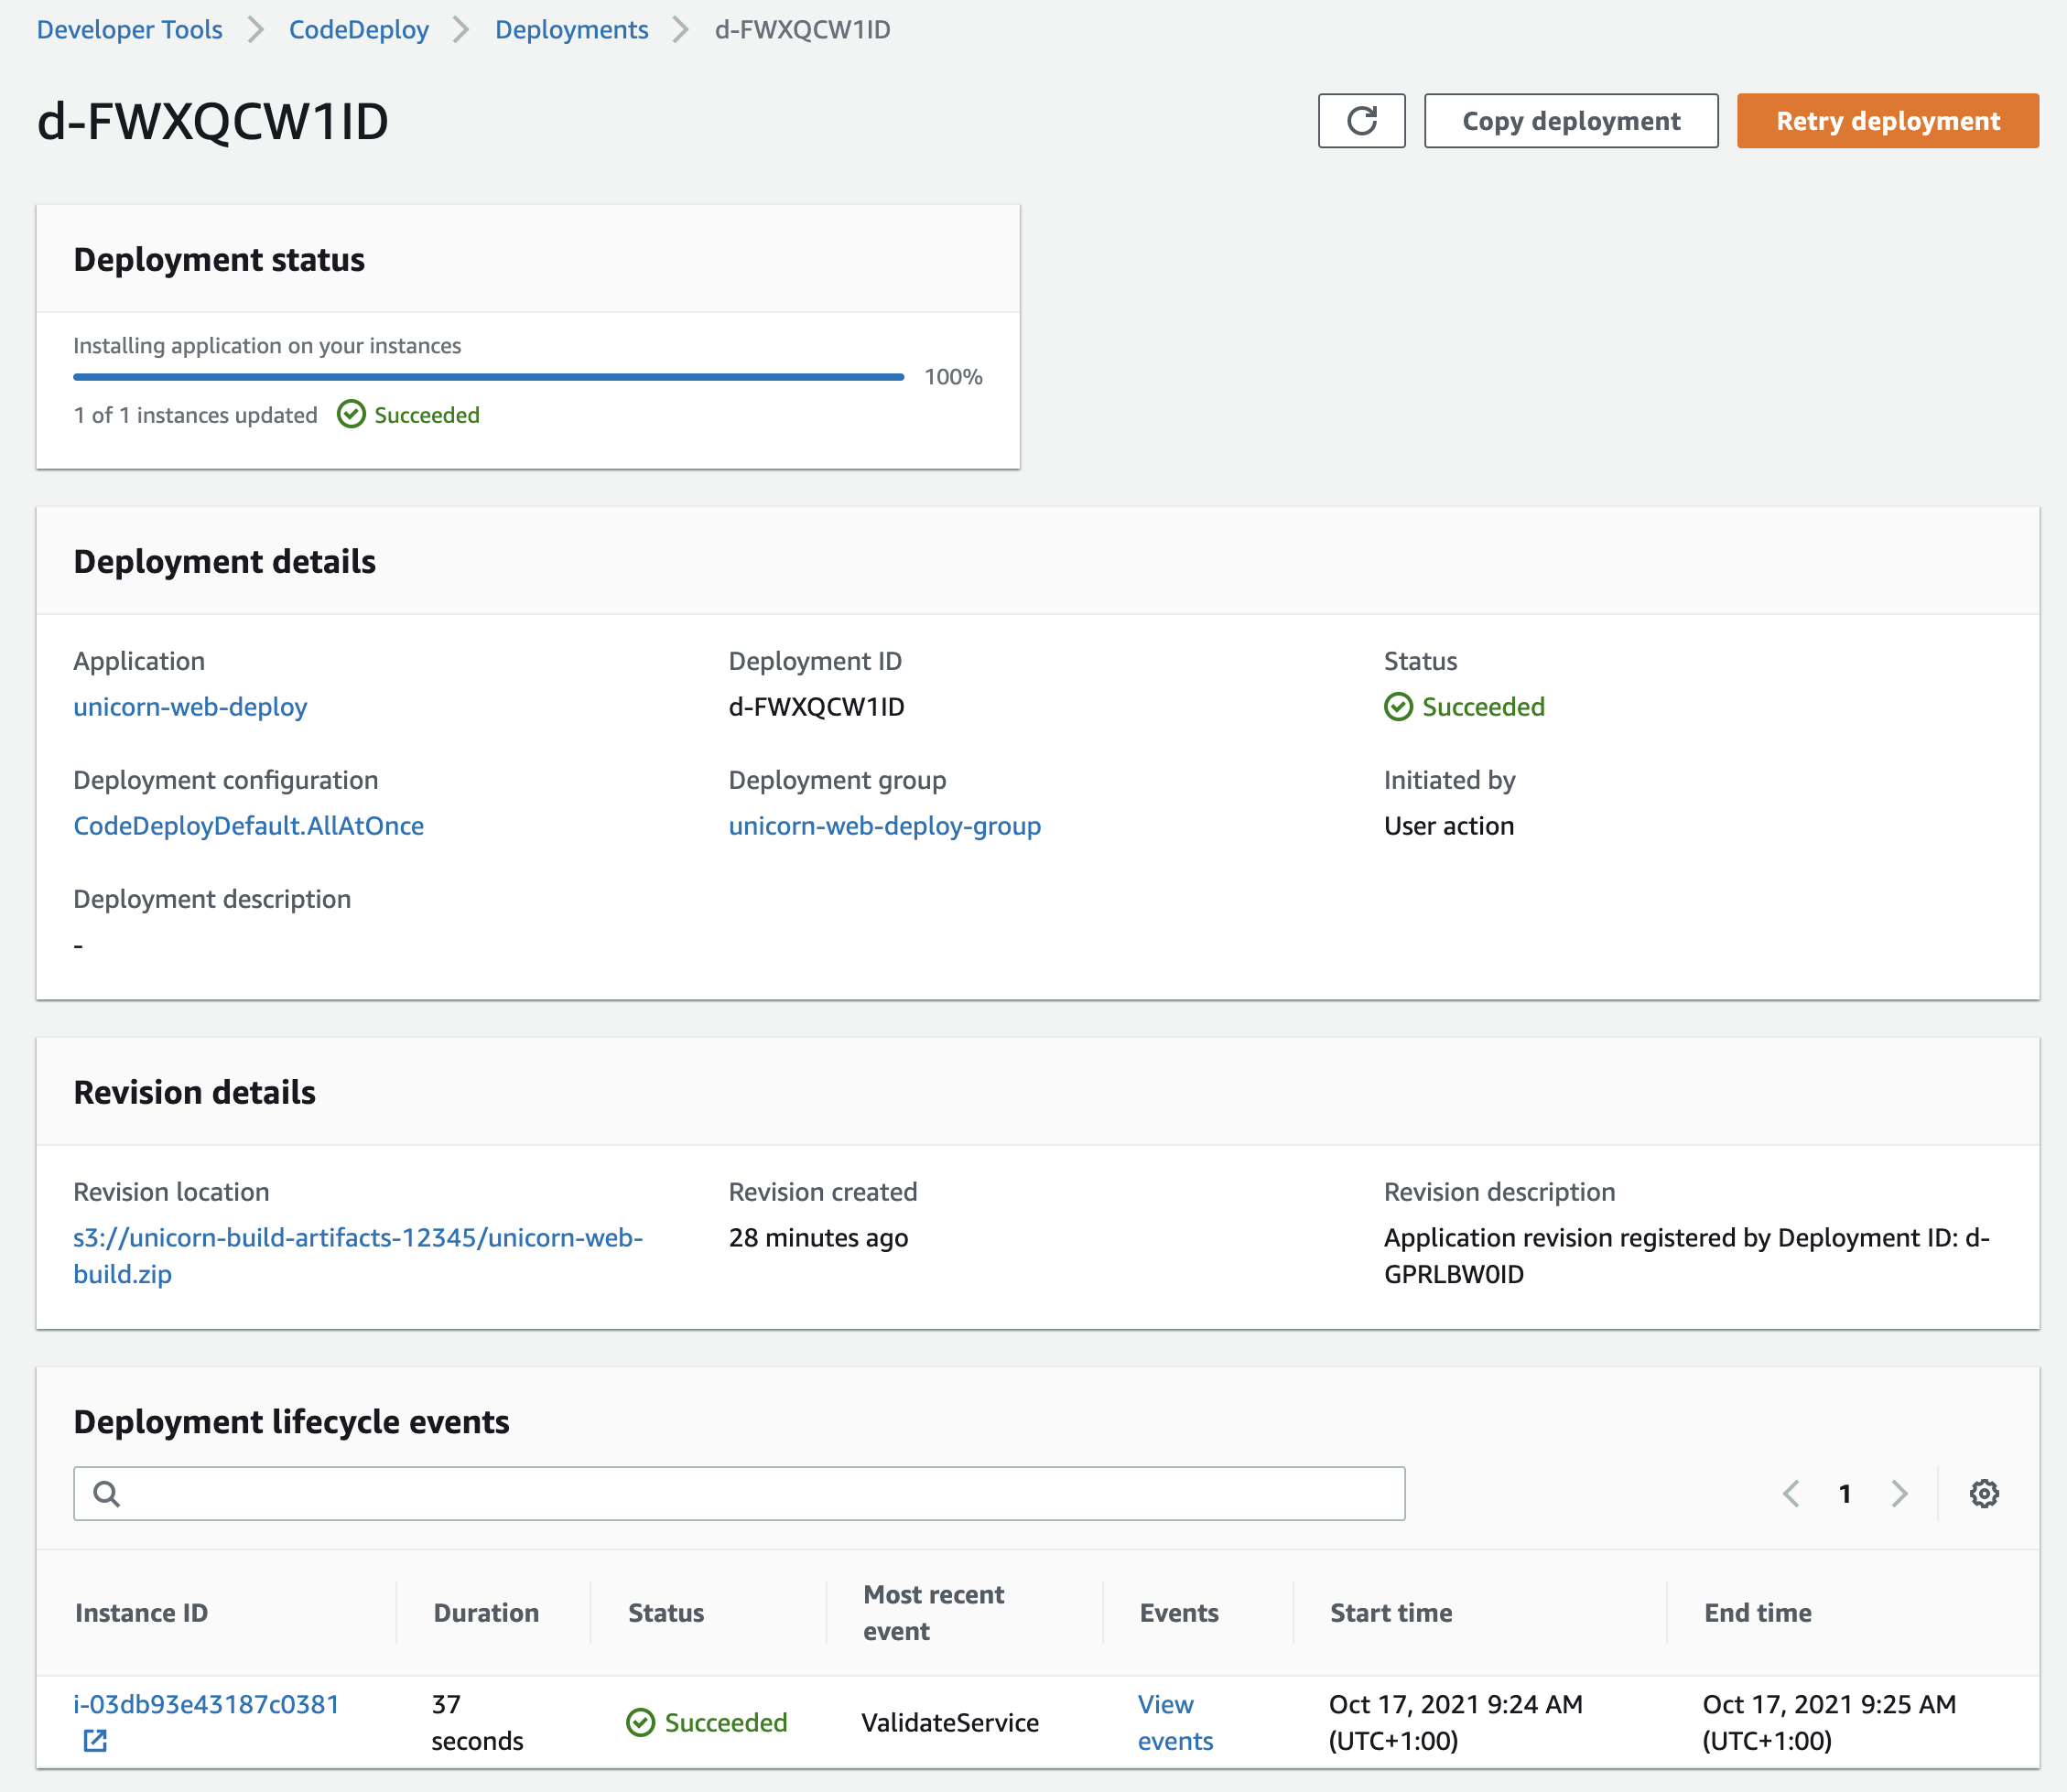 Developer Tools > CodeDeploy > Deployments > d-FWXQCW1ID
d-FWXQCW1ID
Copy deployment
Retry deployment
Deployment status
Installing application on your instances
100%
1 of 1 instances updated Succeeded
Deployment details
Application
unicorn-web-deploy
Deployment ID
d-FWXQCW1ID
Status
Succeeded
Deployment configuration
CodeDeployDefault.AllAtOnce
Deployment group
unicorn-web-deploy-group
Initiated by
User action
Deployment description
-
Revision details
Revision location
s3://unicorn-build-artifacts-12345/unicorn-web-
build.zip
Revision created
28 minutes ago
Revision description
Application revision registered by Deployment ID: d-
GPRLBW0ID
Deployment lifecycle events
1
Instance ID
Duration
Status
Most recent
event
Events
Start time
End time
i-03db93e43187c0381
37
seconds
Succeeded
ValidateService
View
events
Oct 17, 2021 9:24 AM
(UTC+1:00)
Oct 17, 2021 9:25 AM
(UTC+1:00)